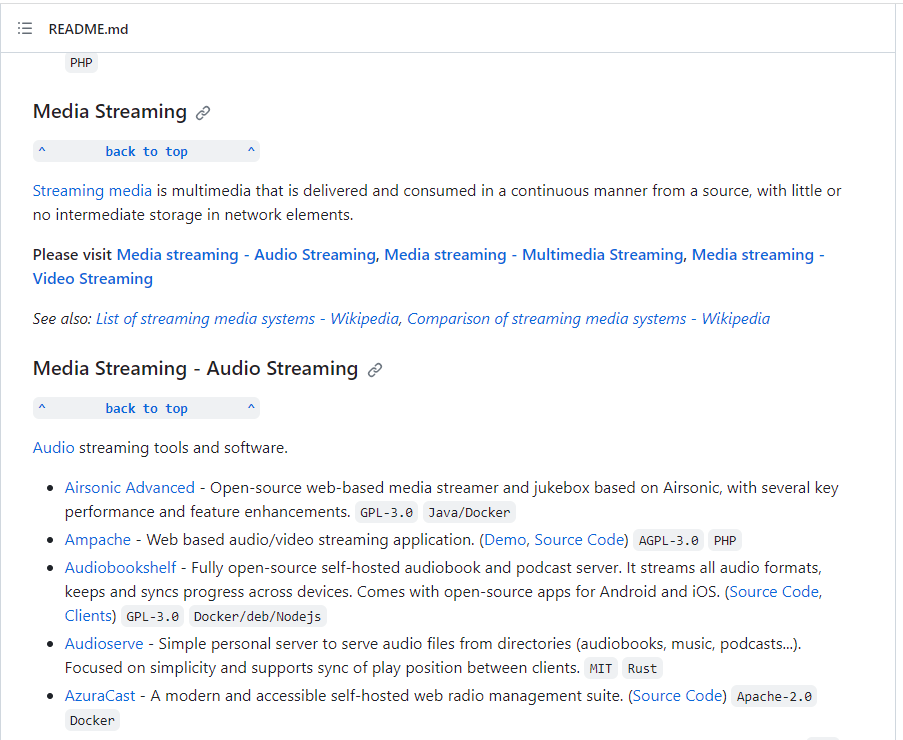 README.md
PHP
Media Streaming
^ back to top ^
Streaming media is multimedia that is delivered and consumed in a continuous manner from a source, with little or
no intermediate storage in network elements.
Please visit Media streaming - Audio Streaming, Media streaming - Multimedia Streaming, Media streaming -
Video Streaming
See also: List of streaming media systems - Wikipedia, Comparison of streaming media systems - Wikipedia
Media Streaming - Audio Streaming
^ back to top ^
Audio streaming tools and software.
• Airsonic Advanced - Open-source web-based media streamer and jukebox based on Airsonic, with several key
performance and feature enhancements. GPL-3.0 Java/Docker
• Ampache - Web based audio/video streaming application. (Demo, Source Code) AGPL-3.0 PHP
• Audiobookshelf - Fully open-source self-hosted audiobook and podcast server. It streams all audio formats,
keeps and syncs progress across devices. Comes with open-source apps for Android and iOS. (Source Code,
Clients) GPL-3.0 Docker/deb/Nodejs
• Audioserve - Simple personal server to serve audio files from directories (audiobooks, music, podcasts...).
Focused on simplicity and supports sync of play position between clients. MIT Rust
• AzuraCast - A modern and accessible self-hosted web radio management suite. (Source Code) Apache-2.0
Docker